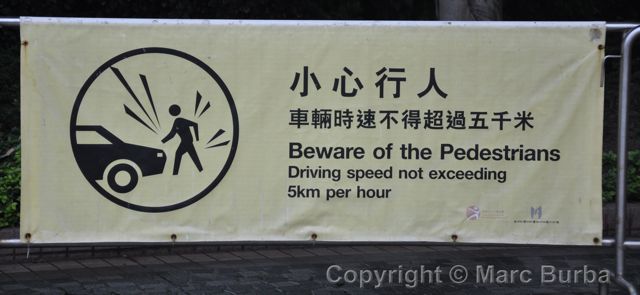 小心行人
車輛時速不得超過五千米
Beware of the Pedestrians
Driving speed not exceeding
5km per hour
Copyright © Marc Burba